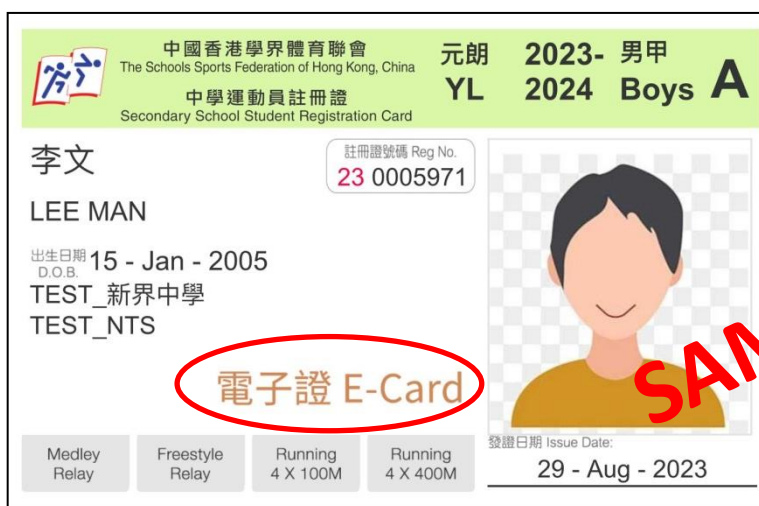 中國香港學界體育聯會
The Schools Sports Federation of Hong Kong, China
中學運動員註冊證
Secondary School Student Registration Card
元朗
YL
2023-
2024
男甲
Boys
A
李文
LEE MAN
註冊證號碼 Reg No.
23 0005971
出生日期
D.O.B.
15 - Jan - 2005
TEST_新界中學
TEST_NTS
電子證 E-Card
Medley
Relay
Freestyle
Relay
Running
4 X 100M
Running
4 X 400M
SAM
發證日期 Issue Date:
29 - Aug - 2023